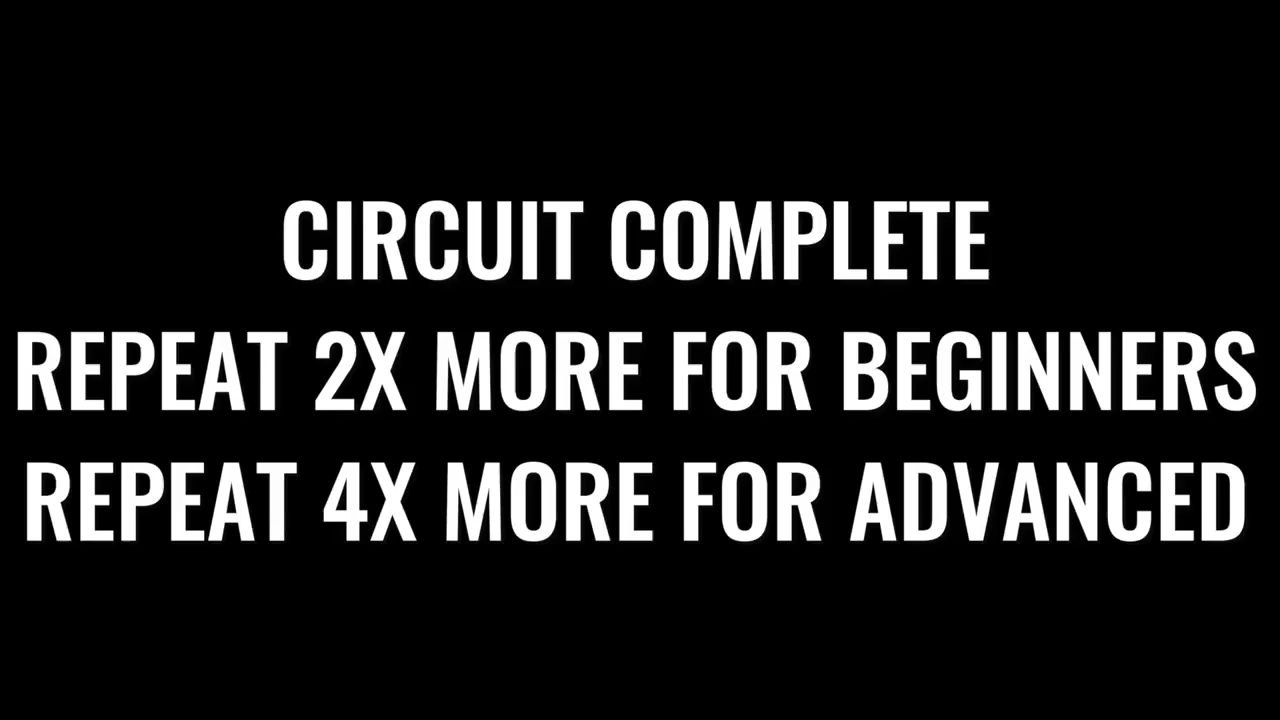 CIRCUIT COMPLETE
REPEAT 2X MORE FOR BEGINNERS
REPEAT 4X MORE FOR ADVANCED